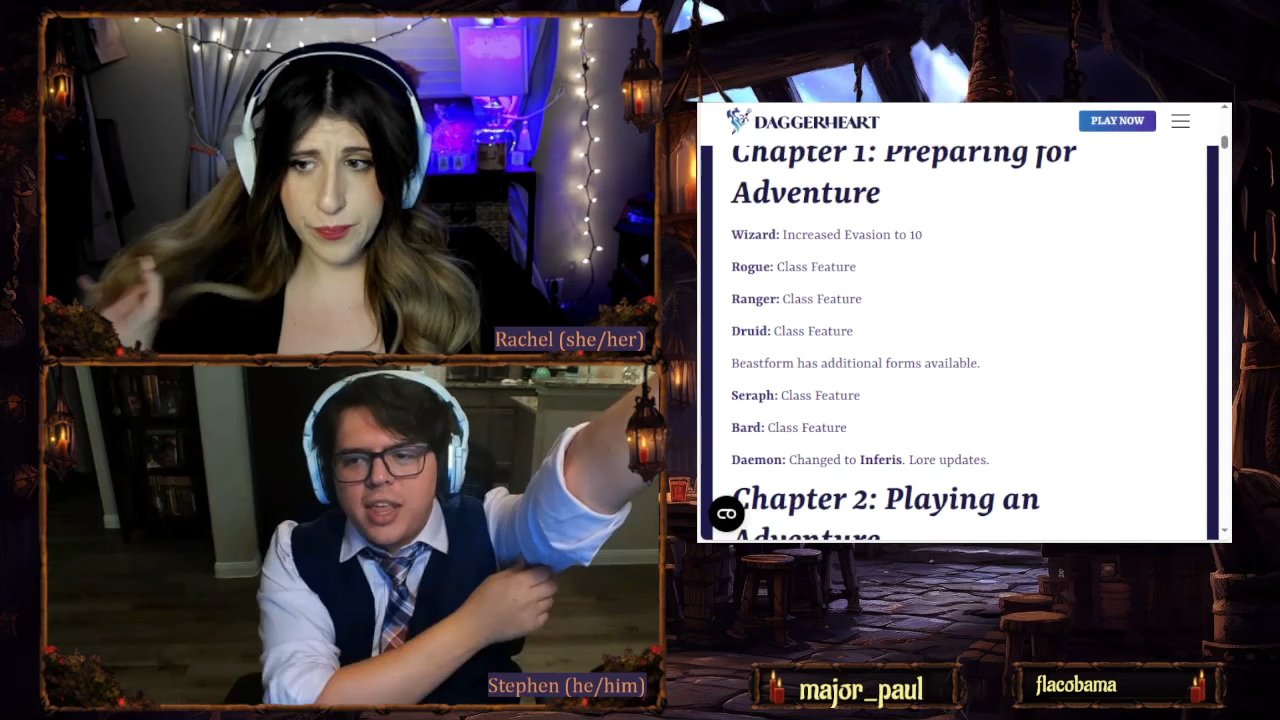 Rachel (she/her)
Stephen (he/him)
DAGGERHEART
PLAY NOW
Chapter 1: Preparing for
Adventure
Wizard: Increased Evasion to 10
Rogue: Class Feature
Ranger: Class Feature
Druid: Class Feature
Beastform has additional forms available.
Seraph: Class Feature
Bard: Class Feature
Daemon: Changed to Inferis. Lore updates.
Chapter 2: Playing an
Adventure
major_paul
flacobama